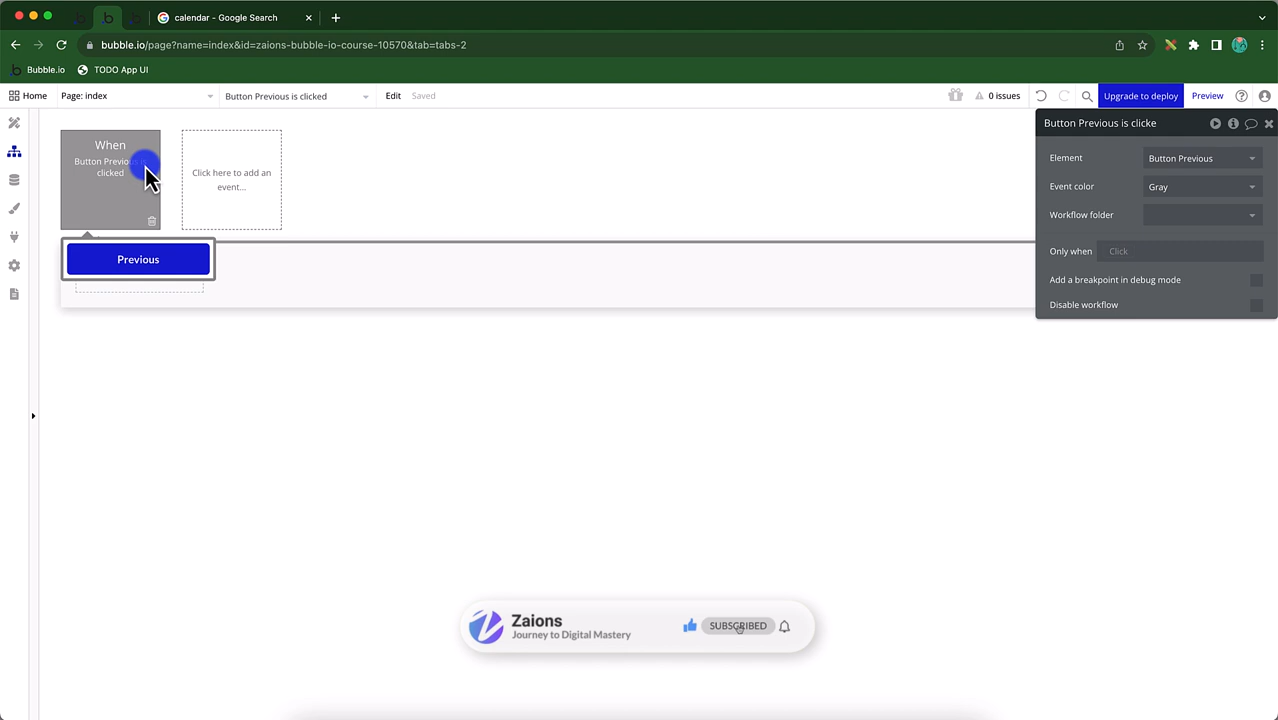 calendar - Google Search
bubble.io/page?name=index&id=zaions-bubble-io-course-10570&tab=tabs-2
Bubble.io
TODO App UI
Home
Page: index
Button Previous is clicked
Edit
Saved
0 issues
Upgrade to deploy
Preview
When
Button Previous is
clicked
Click here to add an
event...
Previous
Button Previous is clicke
Element
Button Previous
Event color
Gray
Workflow folder
Only when
Click
Add a breakpoint in debug mode
Disable workflow
Zaions
Journey to Digital Mastery
SUBSCRIBED